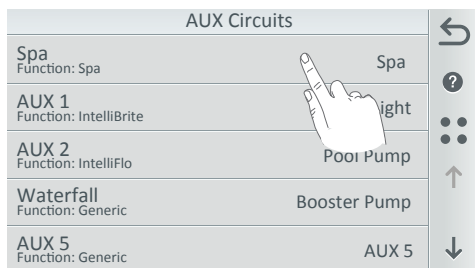 AUX Circuits
Spa
Function: Spa
Spa
AUX 1
Function: IntelliBrite
ight
AUX 2
Function: IntelliFlo
Pool Pump
Waterfall
Function: Generic
Booster Pump
AUX 5
Function: Generic
AUX 5
?